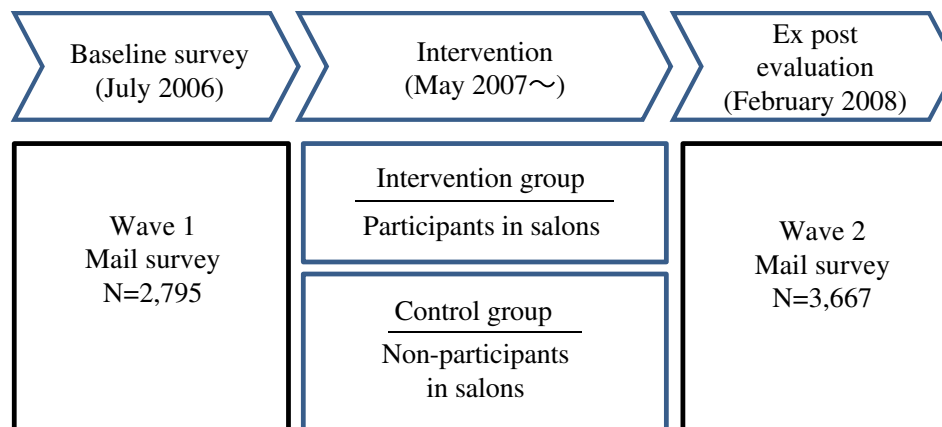 Baseline survey
(July 2006)
Intervention
(May 2007～)
Ex post
evaluation
(February 2008)
Wave 1
Mail survey
N=2,795
Intervention group
Participants in salons
Control group
Non-participants
in salons
Wave 2
Mail survey
N=3,667